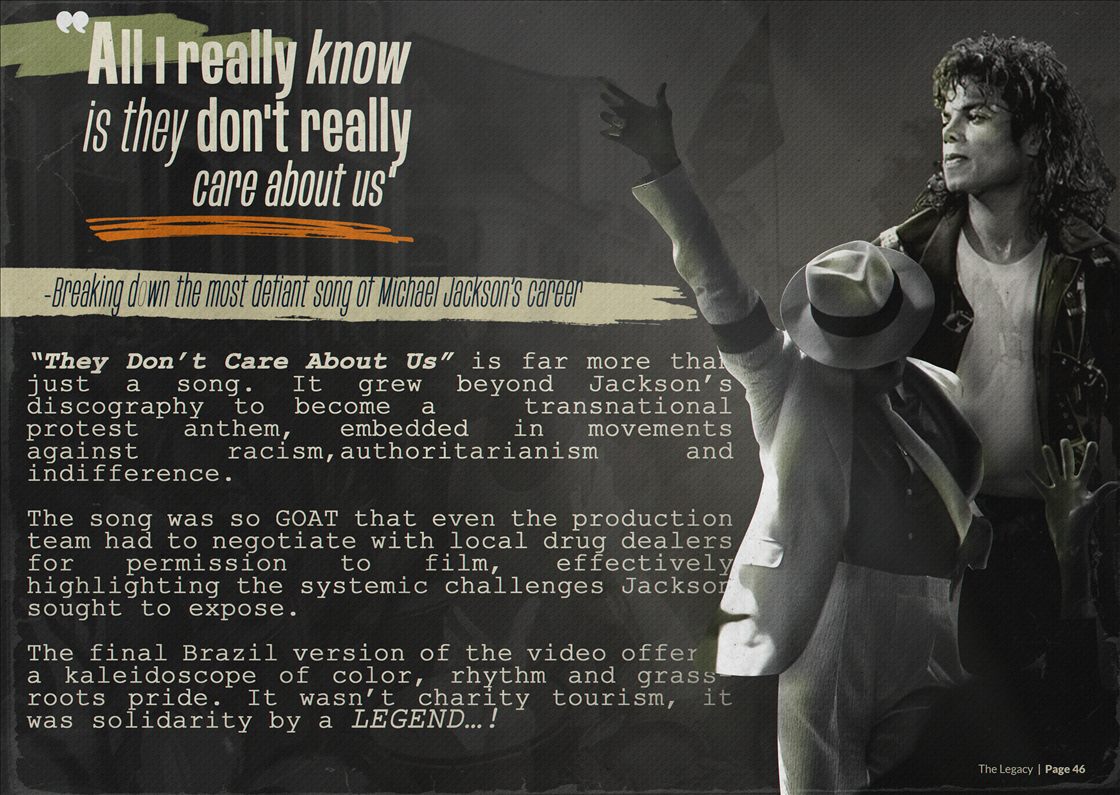 “All I really know
is they don't really
care about us"
-Breaking down the most defiant song of Michael Jackson's career
“They Don’t Care About Us” is far more than
just a song. It grew beyond Jackson’s
discography to become a transnational
protest anthem, embedded in movements
against racism,authoritarianism and
indifference.
The song was so GOAT that even the production
team had to negotiate with local drug dealers
for permission to film, effectively
highlighting the systemic challenges Jackson
sought to expose.
The final Brazil version of the video offer
a kaleidoscope of color, rhythm and grass-
roots pride. It wasn’t charity tourism, it
was solidarity by a LEGEND…!
The Legacy | Page 46